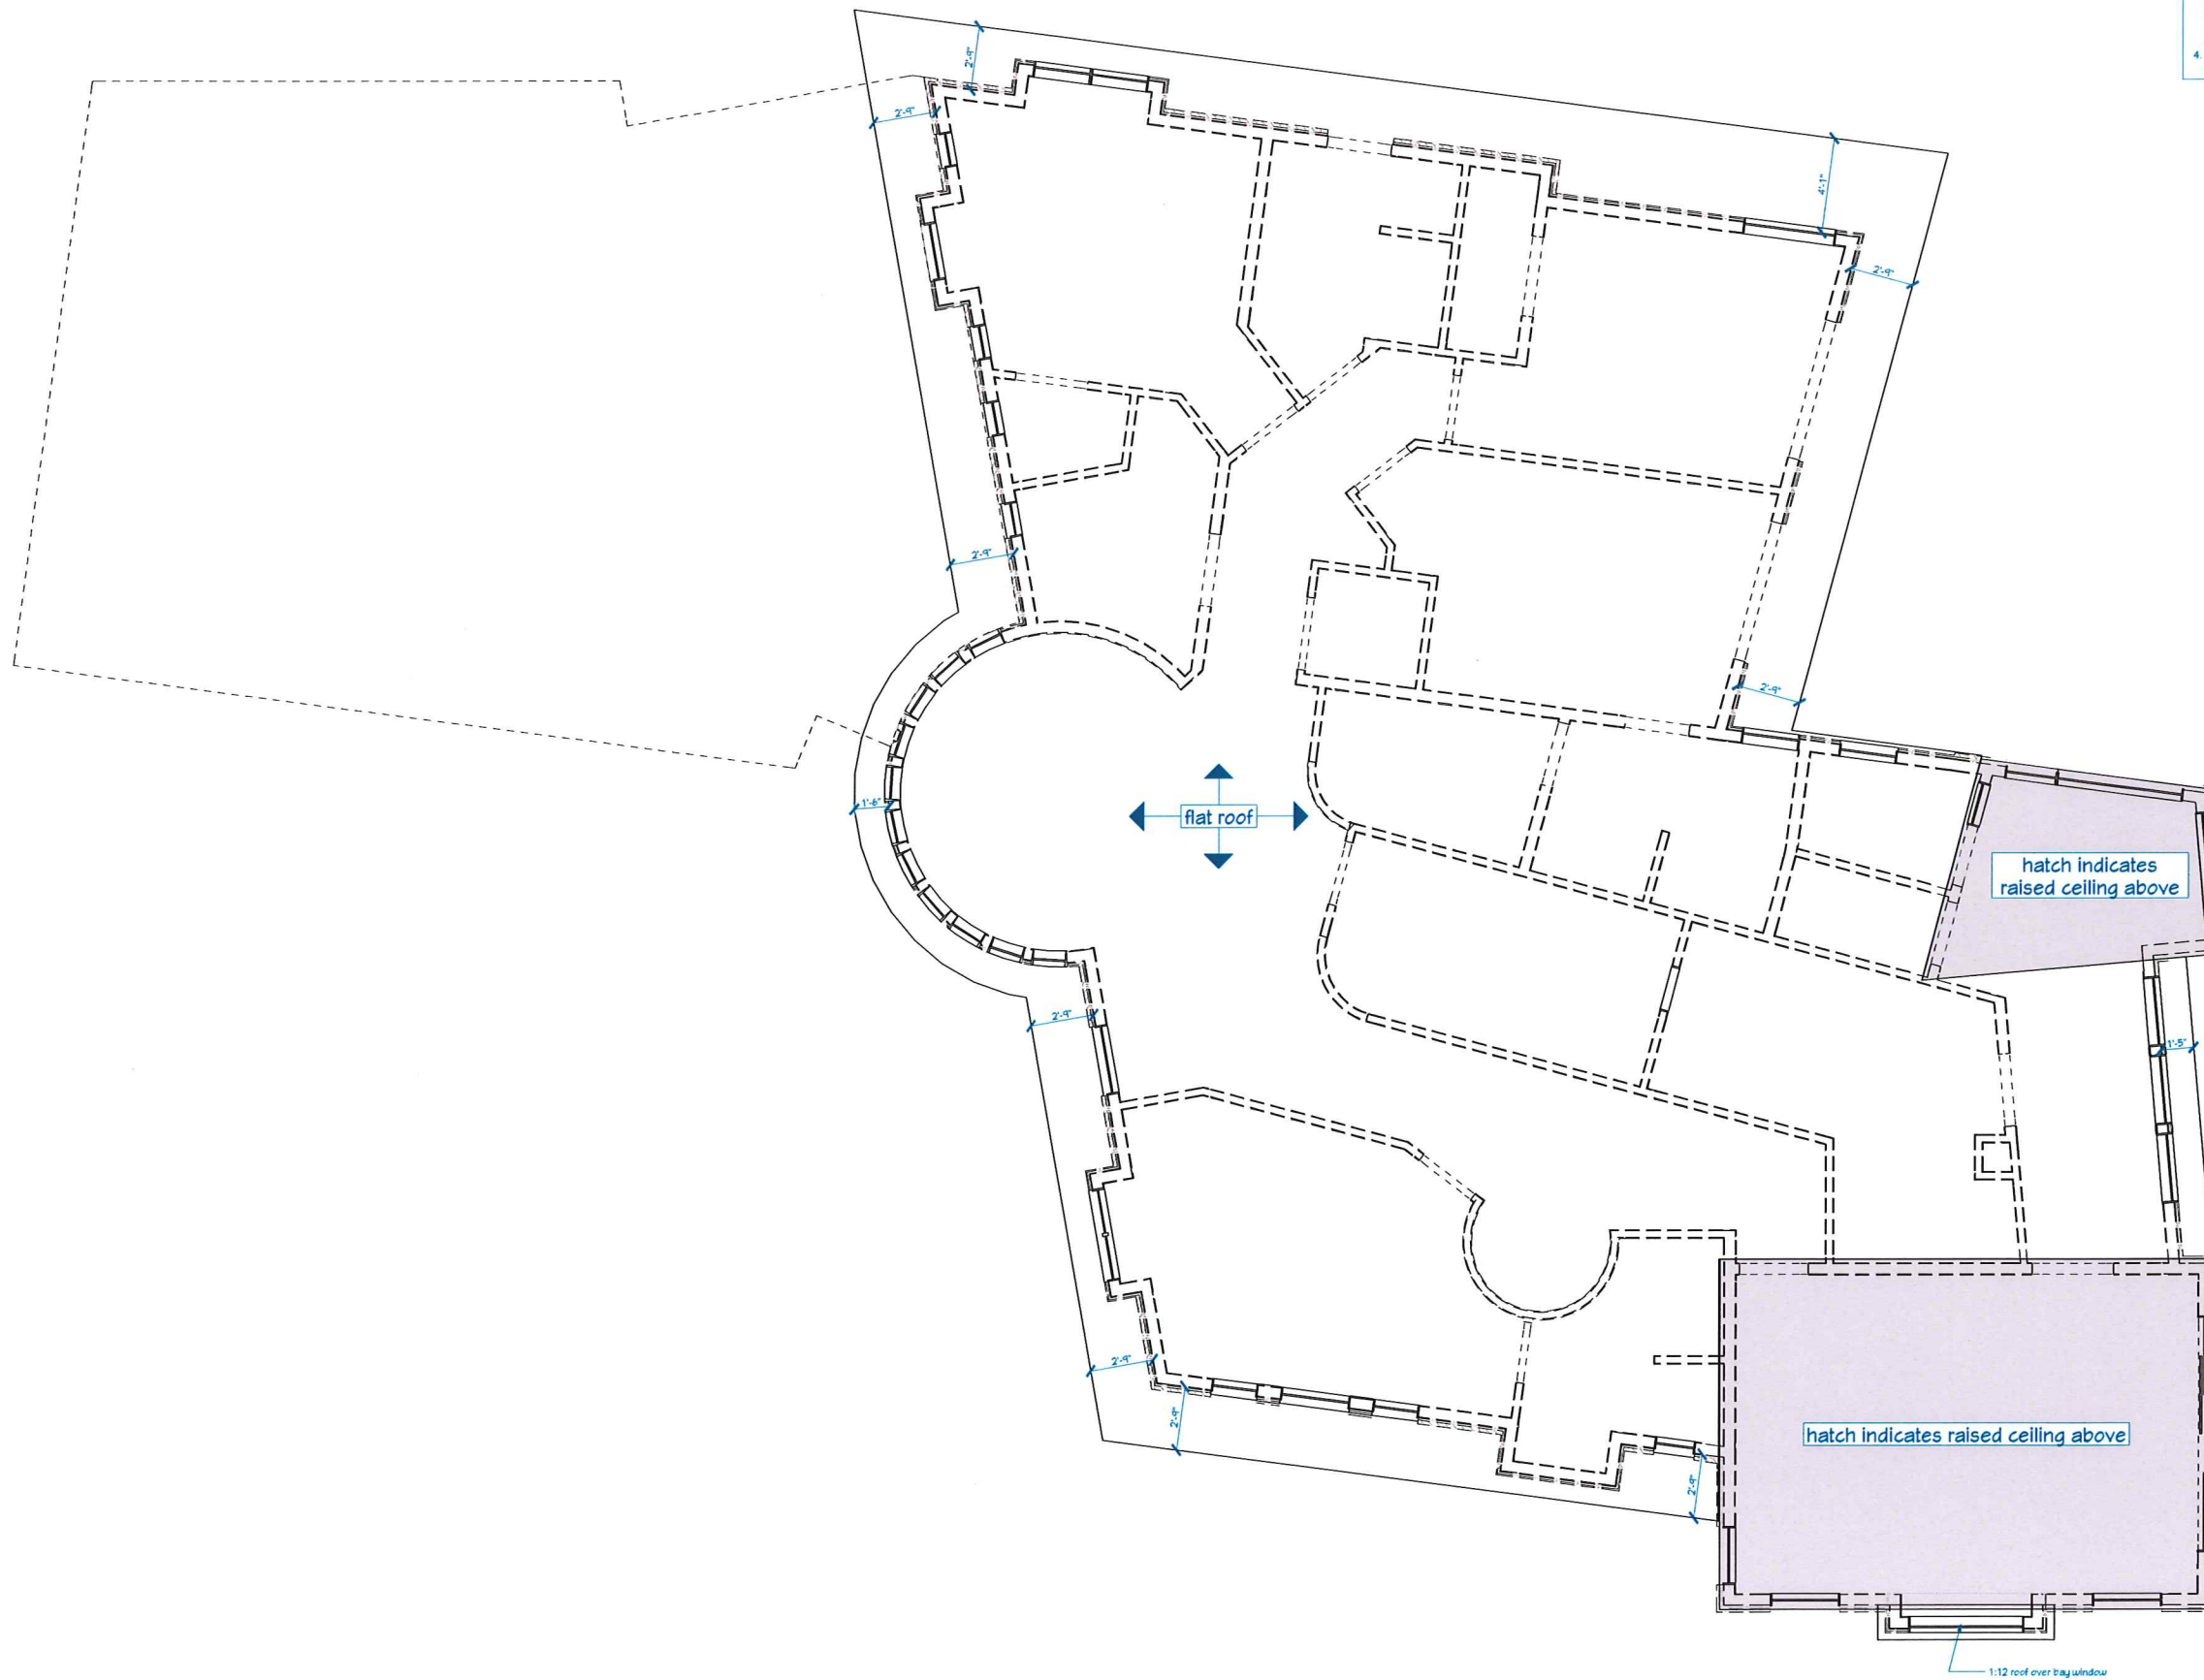 4.
2'-9"
2'-9"
4'-1"
2'-9"
2'-9"
2'-9"
1'-6"
flat roof
hatch indicates
raised ceiling above
2'-9"
1'-5"
2'-9"
2'-9"
hatch indicates raised ceiling above
2'-9"
1:12 roof over bay window